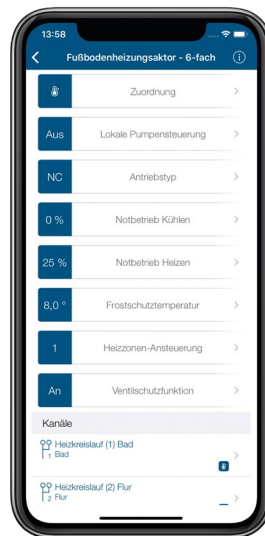 13:58
Fußbodenheizungsaktor - 6-fach
Zuordnung
Aus Lokale Pumpensteuerung
NC Antriebstyp
0 % Notbetrieb Kühlen
25 % Notbetrieb Heizen
8,0 ° Frostschutztemperatur
1 Heizzonen-Ansteuerung
An Ventilschutzfunktion
Kanäle
Heizkreislauf (1) Bad
1 Bad
Heizkreislauf (2) Flur
2 Flur